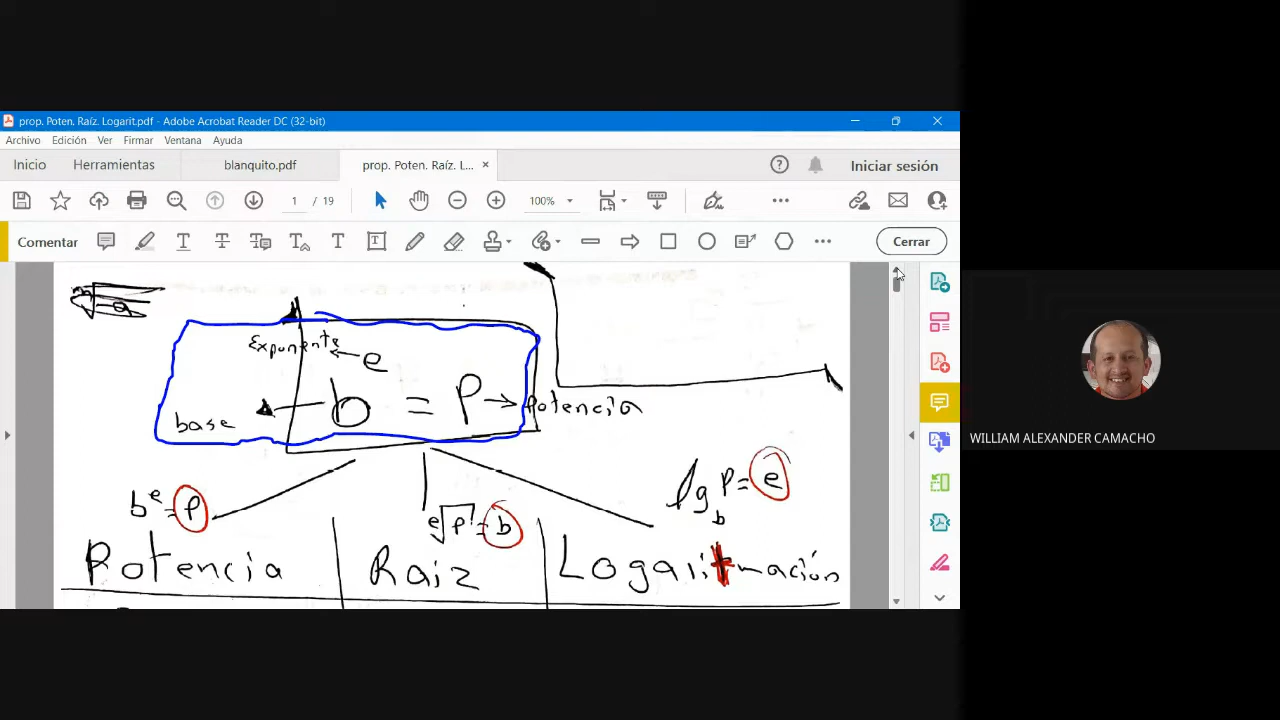 prop. Poten. Raíz. Logarit.pdf - Adobe Acrobat Reader DC (32-bit)
Archivo Edición Ver Firmar Ventana Ayuda
Inicio Herramientas blanquito.pdf prop. Poten. Raíz. L... × Iniciar sesión
1 / 19 100%
Comentar Cerrar
Exponente ← e
base b = P → potencia
b^e = P
e√P = b
lg_b P = e
Potencia Raiz Logaritmación
WILLIAM ALEXANDER CAMACHO